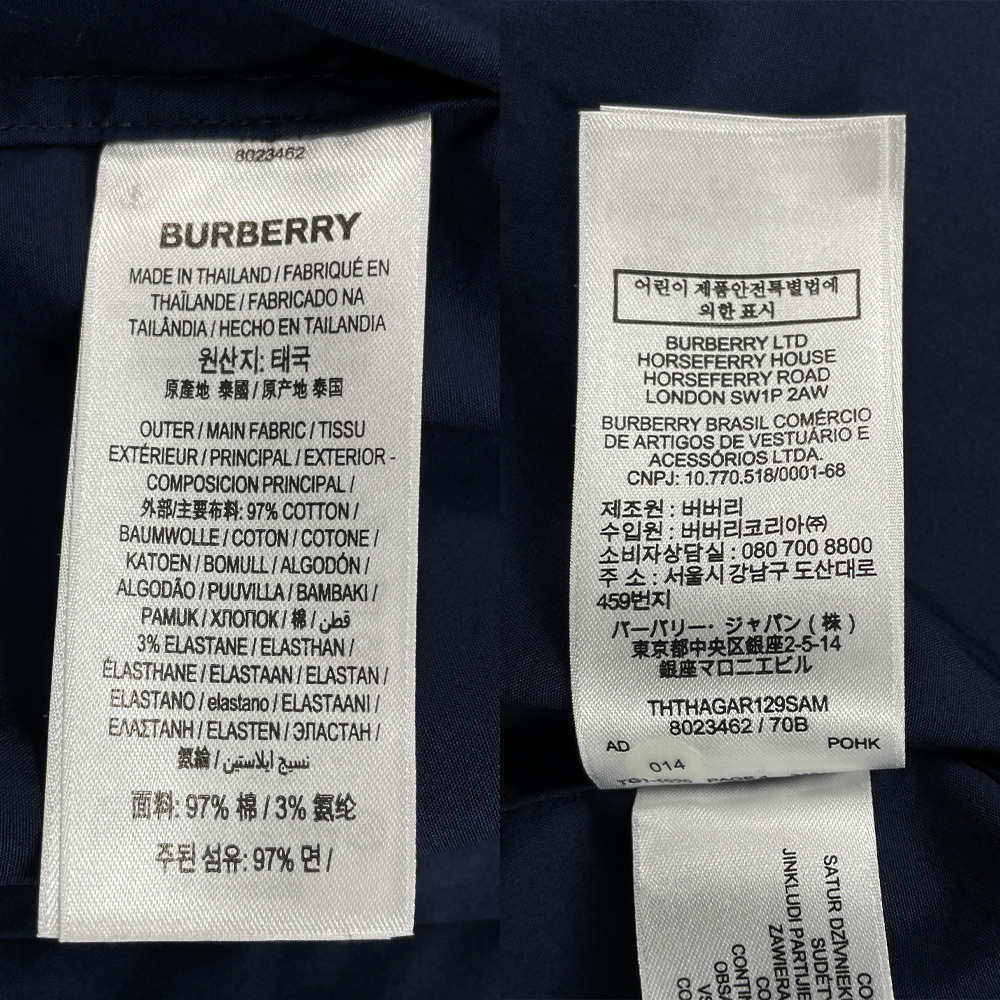 8023462
BURBERRY
MADE IN THAILAND / FABRIQUÉ EN
THAÏLANDE / FABRICADO NA
TAILÂNDIA / HECHO EN TAILANDIA
원산지: 태국
原產地 泰國 / 原产地 泰国
OUTER / MAIN FABRIC / TISSU
EXTÉRIEUR / PRINCIPAL / EXTERIOR -
COMPOSICION PRINCIPAL /
外部/主要布料: 97% COTTON /
BAUMWOLLE / COTON / COTONE /
KATOEN / BOMULL / ALGODÓN /
ALGODÃO / PUUVILLA / BAMBAKI /
PAMUK / ХЛОПОК / 棉 / قطن /
3% ELASTANE / ELASTHAN /
ÉLASTHANE / ELASTAAN / ELASTAN /
ELASTANO / elastano / ELASTAANI /
ΕΛΑΣΤΑΝΗ / ELASTEN / ЭЛАСТАН /
氨綸 / نسيج ايلاستين /
面料: 97% 棉 / 3% 氨纶
주된 섬유: 97% 면 /
어린이 제품안전특별법에
의한 표시
BURBERRY LTD
HORSEFERRY HOUSE
HORSEFERRY ROAD
LONDON SW1P 2AW
BURBERRY BRASIL COMÉRCIO
DE ARTIGOS DE VESTUÁRIO E
ACESSÓRIOS LTDA.
CNPJ: 10.770.518/0001-68
제조원 : 버버리
수입원 : 버버리코리아㈜
소비자상담실 : 080 700 8800
주 소 : 서울시 강남구 도산대로
459번지
バーバリー・ジャパン（株）
東京都中央区銀座2-5-14
銀座マロニエビル
THTHAGAR129SAM
8023462 / 70B
AD
POHK
014
SATUR DZĪVNIEK
JINKLUDI PARTIJIE
SUDĒT
ZAWIERA
CONTI
OBS